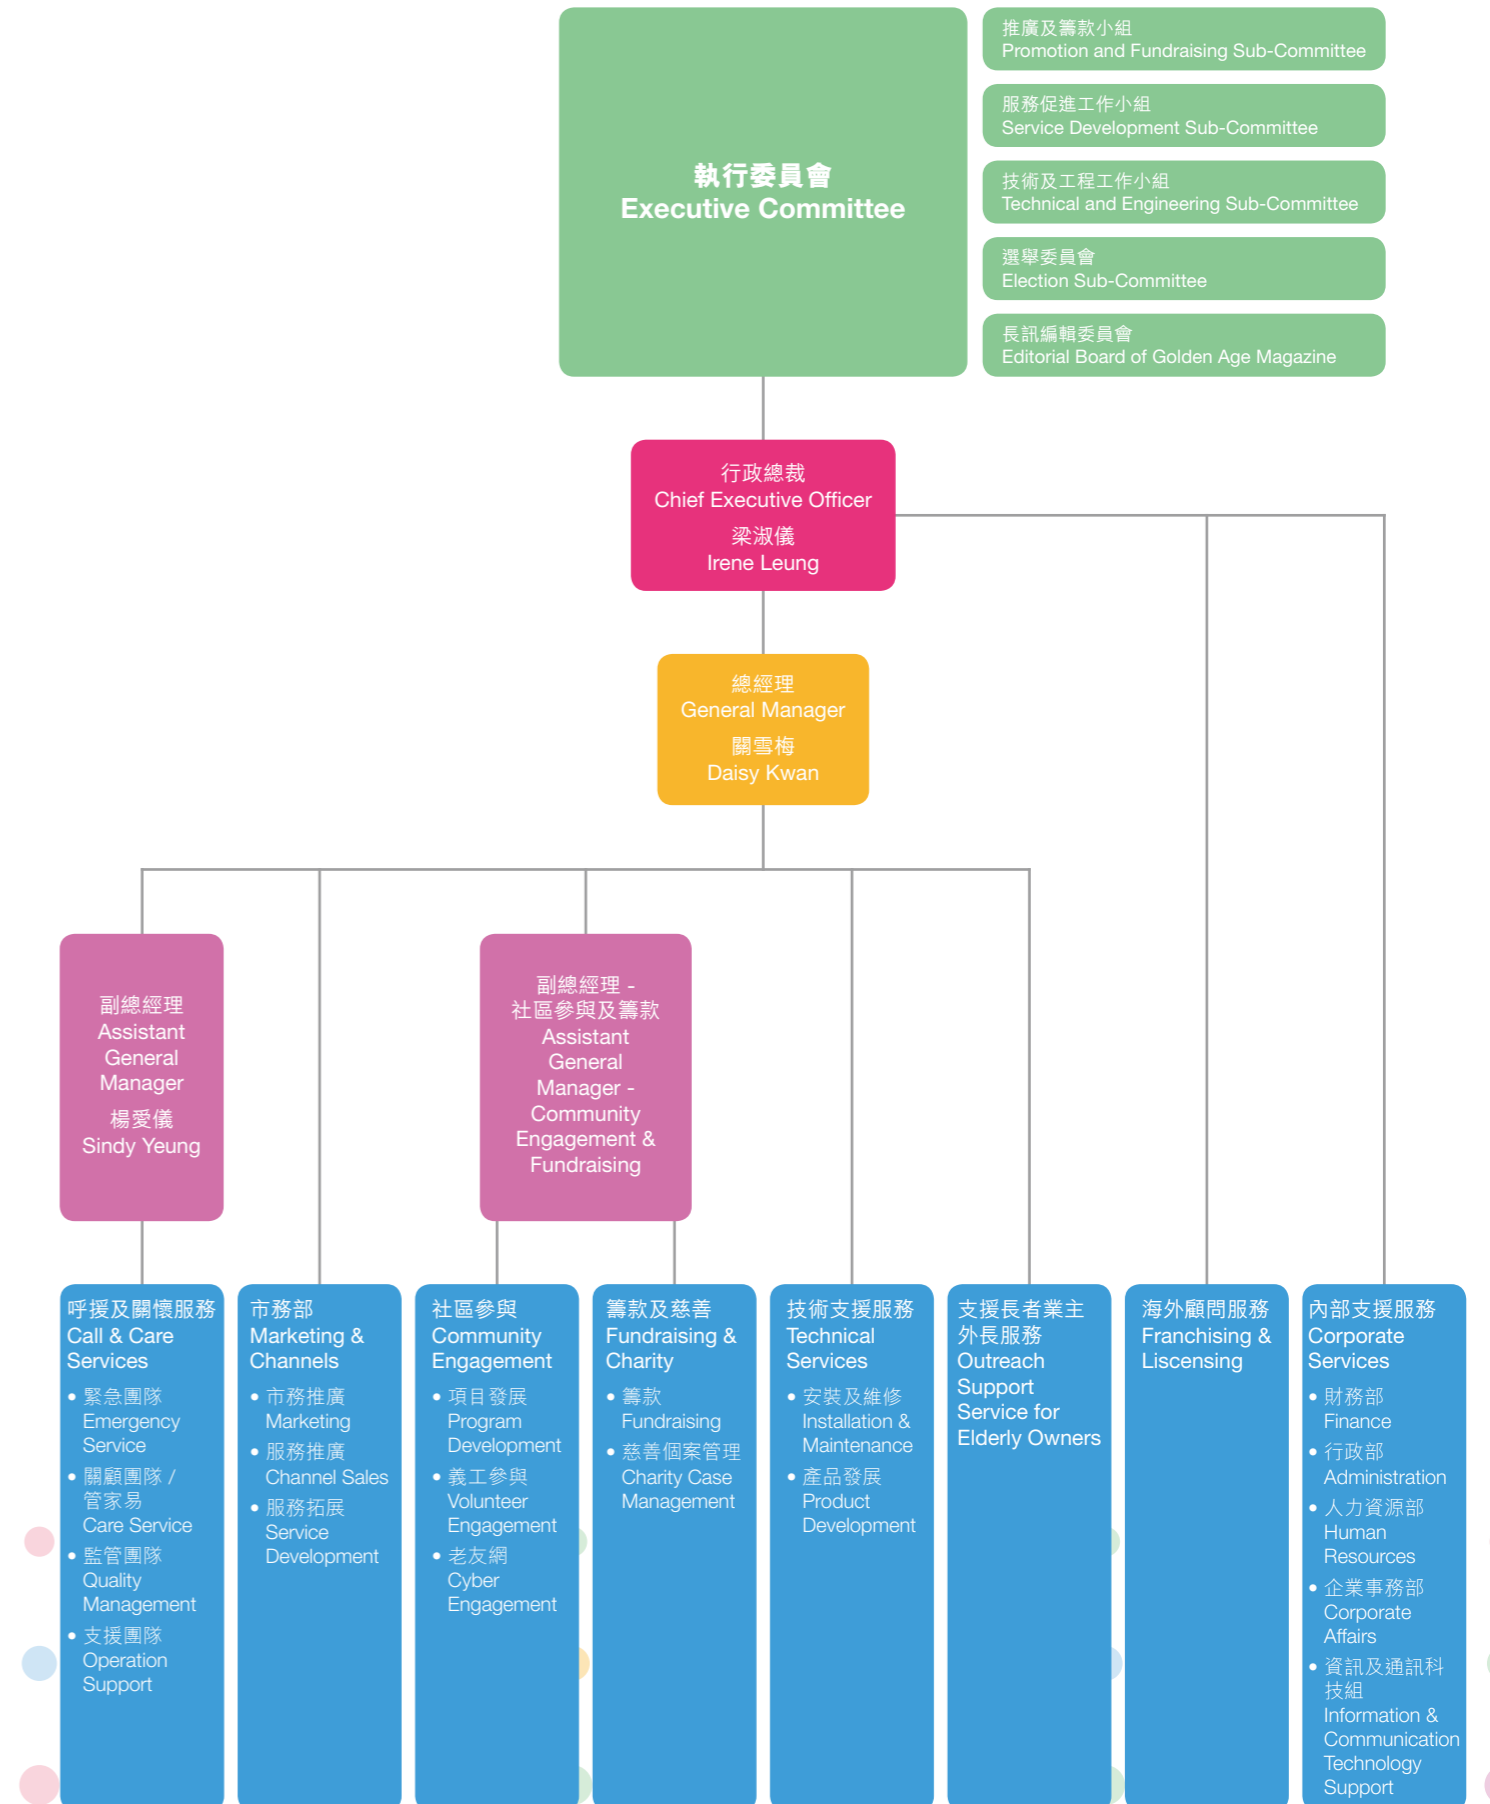 執行委員會
Executive Committee
推廣及籌款小組
Promotion and Fundraising Sub-Committee
服務促進工作小組
Service Development Sub-Committee
技術及工程工作小組
Technical and Engineering Sub-Committee
選舉委員會
Election Sub-Committee
長訊編輯委員會
Editorial Board of Golden Age Magazine
行政總裁
Chief Executive Officer
梁淑儀
Irene Leung
總經理
General Manager
關雪梅
Daisy Kwan
副總經理
Assistant
General
Manager
楊愛儀
Sindy Yeung
副總經理 -
社區參與及籌款
Assistant
General
Manager -
Community
Engagement &
Fundraising
呼援及關懷服務
Call & Care
Services
• 緊急團隊
Emergency
Service
• 關顧團隊 /
管家易
Care Service
• 監管團隊
Quality
Management
• 支援團隊
Operation
Support
市務部
Marketing &
Channels
• 市務推廣
Marketing
• 服務推廣
Channel Sales
• 服務拓展
Service
Development
社區參與
Community
Engagement
• 項目發展
Program
Development
• 義工參與
Volunteer
Engagement
• 老友網
Cyber
Engagement
籌款及慈善
Fundraising &
Charity
• 籌款
Fundraising
• 慈善個案管理
Charity Case
Management
技術支援服務
Technical
Services
• 安裝及維修
Installation &
Maintenance
• 產品發展
Product
Development
支援長者業主
外長服務
Outreach
Support
Service for
Elderly Owners
海外顧問服務
Franchising &
Liscensing
內部支援服務
Corporate
Services
• 財務部
Finance
• 行政部
Administration
• 人力資源部
Human
Resources
• 企業事務部
Corporate
Affairs
• 資訊及通訊科
技組
Information &
Communication
Technology
Support